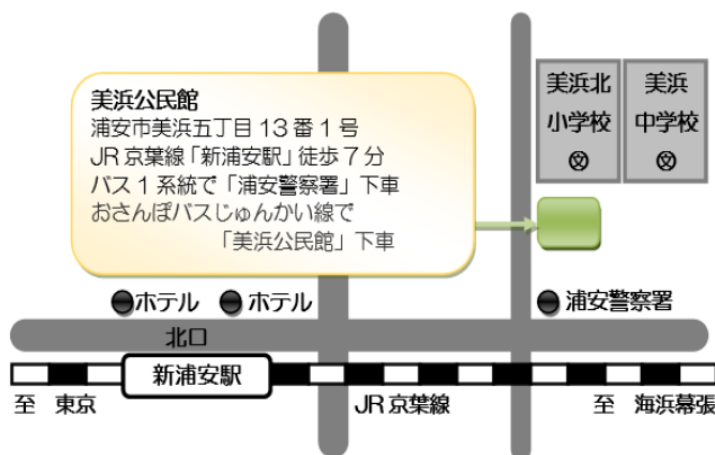 美浜公民館
浦安市美浜五丁目13番1号
JR京葉線「新浦安駅」徒歩7分
バス1系統で「浦安警察署」下車
おさんぽバスじゅんかい線で
「美浜公民館」下車
美浜北
小学校
文
美浜
中学校
文
ホテル
ホテル
浦安警察署
北口
新浦安駅
至 東京
JR京葉線
至 海浜幕張